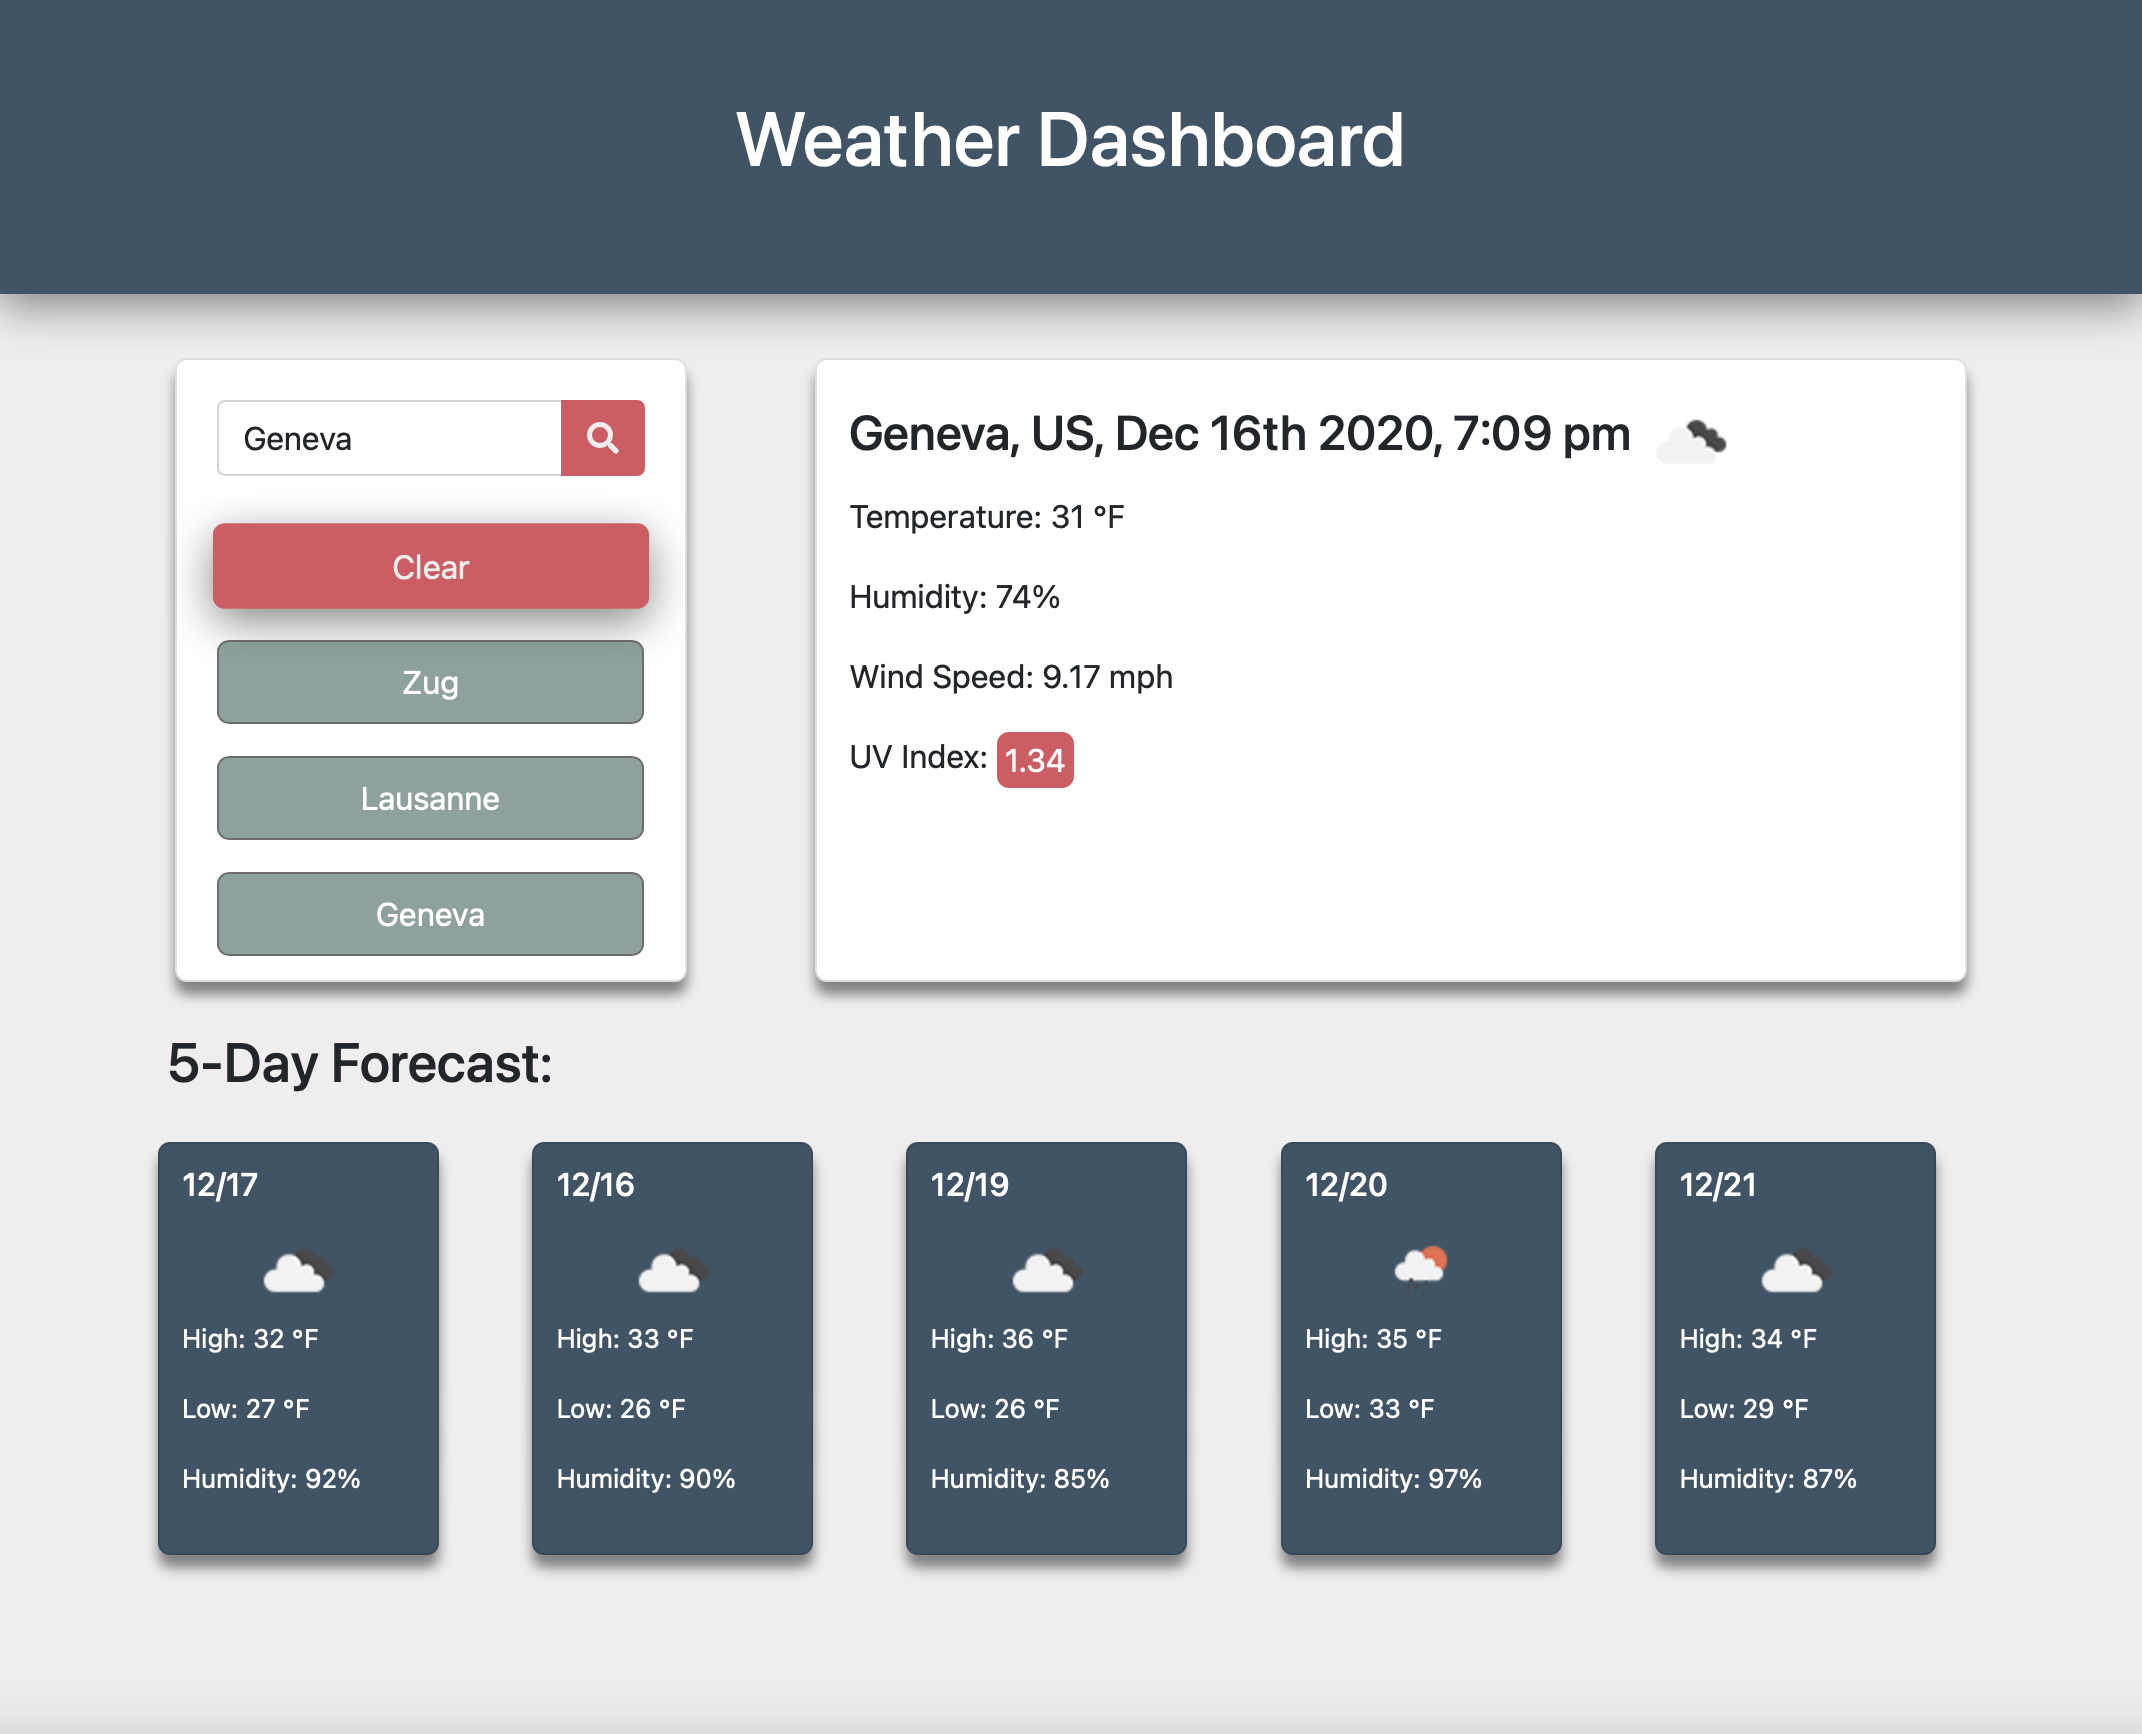 Weather Dashboard
Geneva
Clear
Zug
Lausanne
Geneva
Geneva, US, Dec 16th 2020, 7:09 pm
Temperature: 31 °F
Humidity: 74%
Wind Speed: 9.17 mph
UV Index: 1.34
5-Day Forecast:
12/17
High: 32 °F
Low: 27 °F
Humidity: 92%
12/16
High: 33 °F
Low: 26 °F
Humidity: 90%
12/19
High: 36 °F
Low: 26 °F
Humidity: 85%
12/20
High: 35 °F
Low: 33 °F
Humidity: 97%
12/21
High: 34 °F
Low: 29 °F
Humidity: 87%